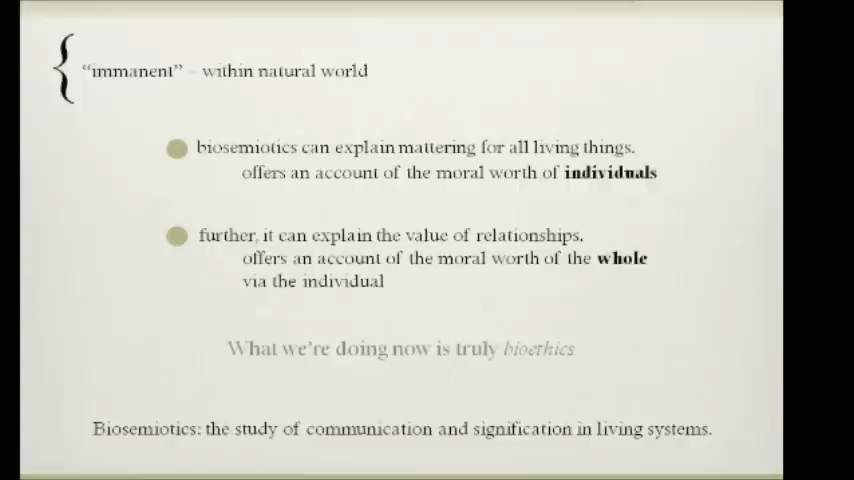 { “immanent” – within natural world
biosemiotics can explain mattering for all living things.
offers an account of the moral worth of individuals
further, it can explain the value of relationships.
offers an account of the moral worth of the whole
via the individual
What we’re doing now is truly bioethics
Biosemiotics: the study of communication and signification in living systems.